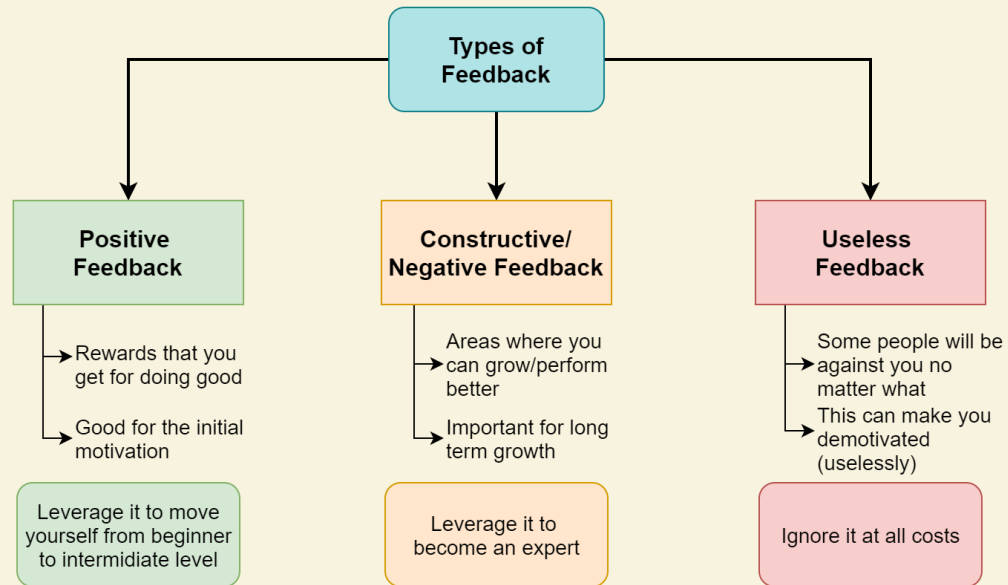 Types of
Feedback
Positive
Feedback
Rewards that you
get for doing good
Good for the initial
motivation
Leverage it to move
yourself from beginner
to intermidiate level
Constructive/
Negative Feedback
Areas where you
can grow/perform
better
Important for long
term growth
Leverage it to
become an expert
Useless
Feedback
Some people will be
against you no
matter what
This can make you
demotivated
(uselessly)
Ignore it at all costs